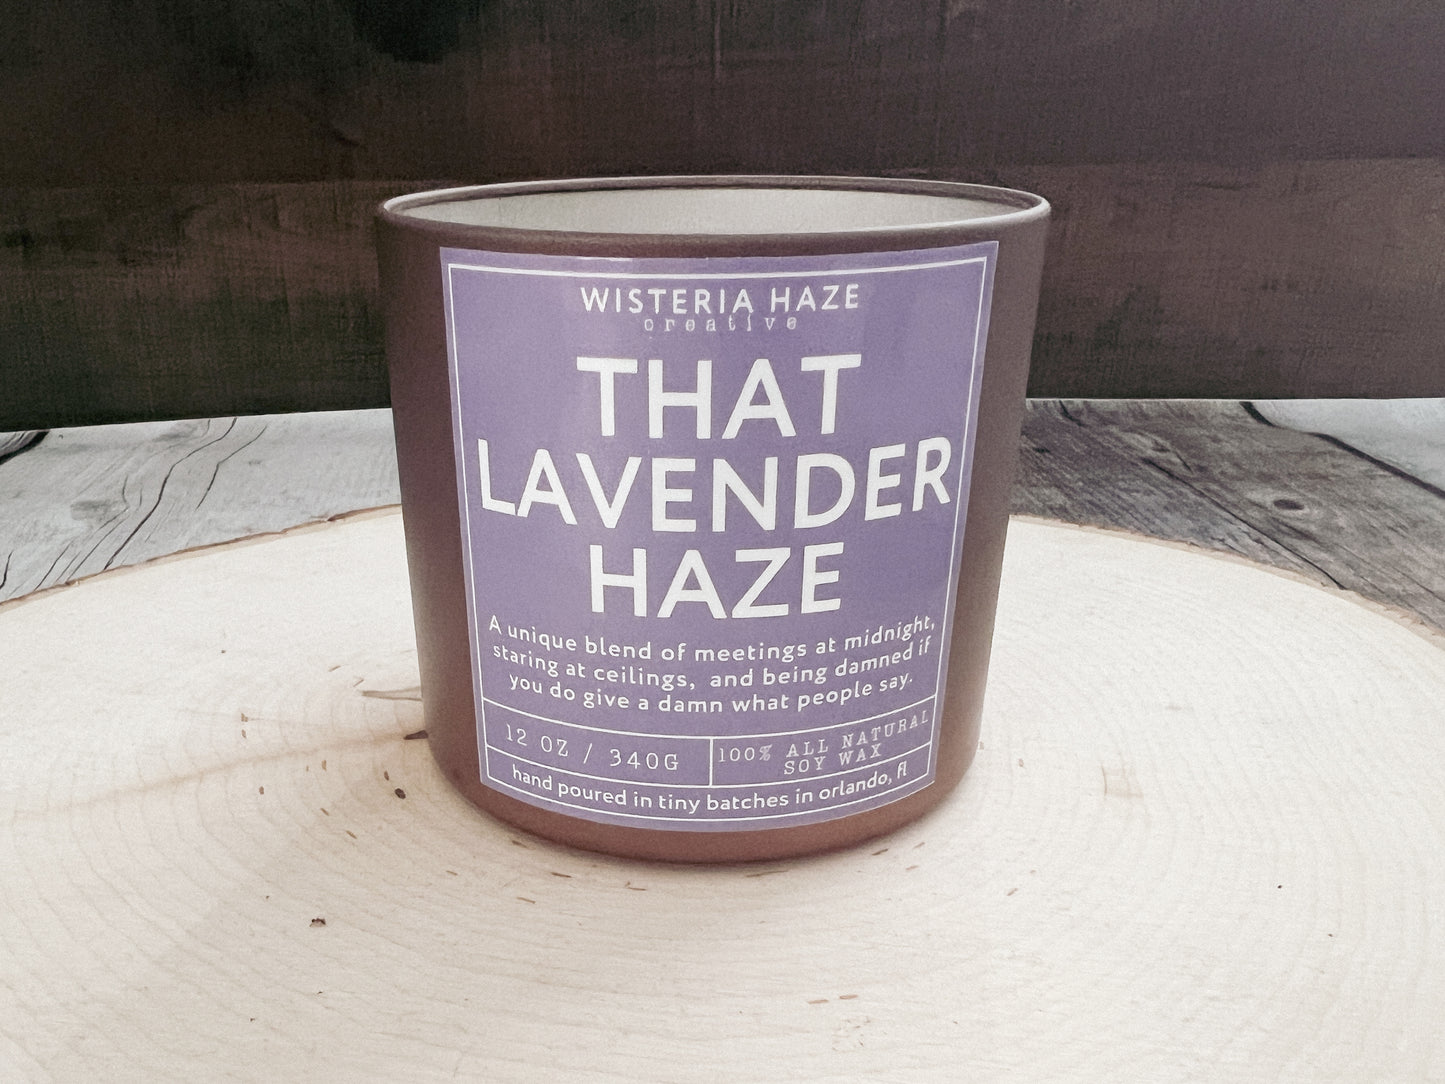 WISTERIA HAZE
creative
THAT
LAVENDER
HAZE
A unique blend of meetings at midnight,
staring at ceilings, and being damned if
you do give a damn what people say.
12 OZ / 340G
100% ALL NATURAL
SOY WAX
hand poured in tiny batches in orlando, fl